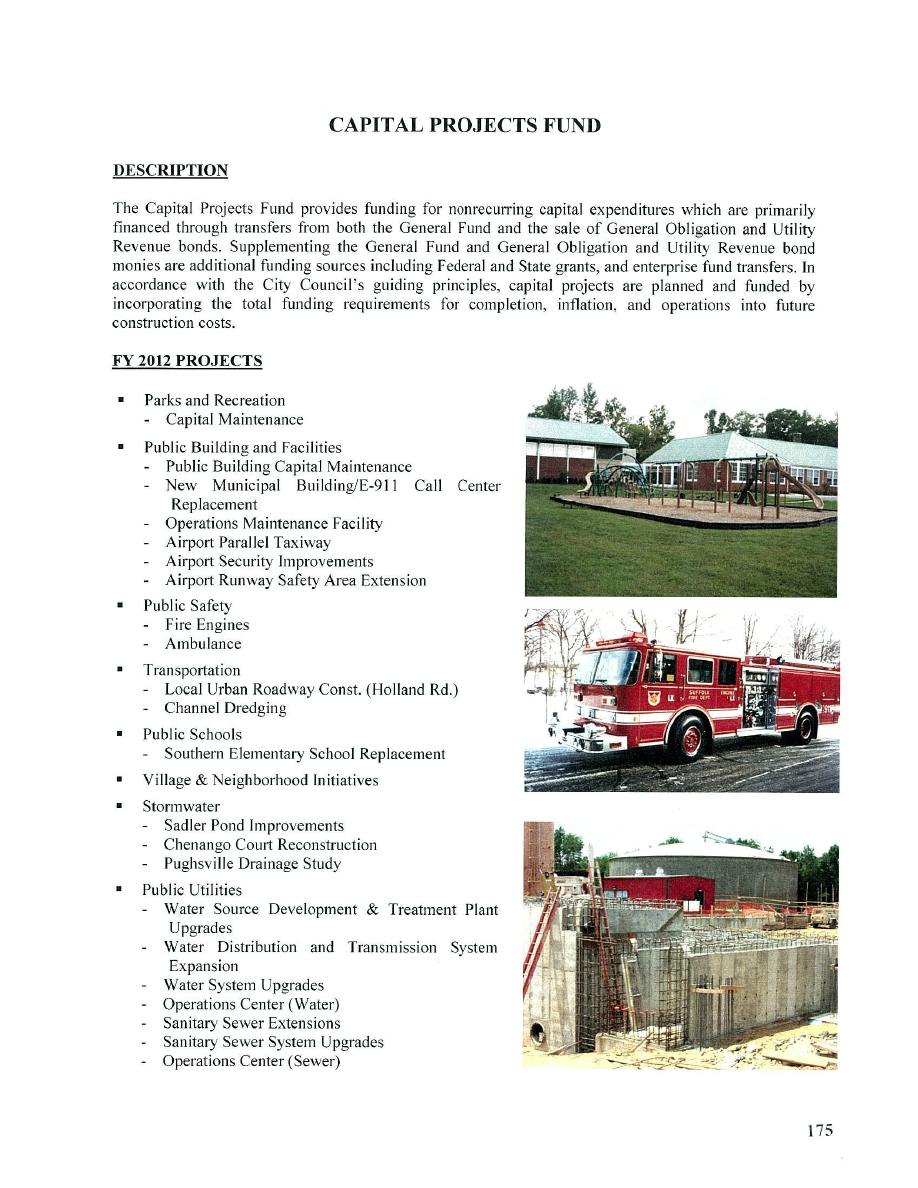 CAPITAL PROJECTS FUND
DESCRIPTION
The Capital Projects Fund provides funding for nonrecurring capital expenditures which are primarily
financed through transfers from both the General Fund and the sale of General Obligation and Utility
Revenue bonds. Supplementing the General Fund and General Obligation and Utility Revenue bond
monies are additional funding sources including Federal and State grants, and enterprise fund transfers. In
accordance with the City Council's guiding principles, capital projects are planned and funded by
incorporating the total funding requirements for completion, inflation, and operations into future
construction costs.
FY 2012 PROJECTS
▪ Parks and Recreation
- Capital Maintenance
▪ Public Building and Facilities
- Public Building Capital Maintenance
- New Municipal Building/E-911 Call Center
Replacement
- Operations Maintenance Facility
- Airport Parallel Taxiway
- Airport Security Improvements
- Airport Runway Safety Area Extension
▪ Public Safety
- Fire Engines
- Ambulance
▪ Transportation
- Local Urban Roadway Const. (Holland Rd.)
- Channel Dredging
▪ Public Schools
- Southern Elementary School Replacement
▪ Village & Neighborhood Initiatives
▪ Stormwater
- Sadler Pond Improvements
- Chenango Court Reconstruction
- Pughsville Drainage Study
▪ Public Utilities
- Water Source Development & Treatment Plant
Upgrades
- Water Distribution and Transmission System
Expansion
- Water System Upgrades
- Operations Center (Water)
- Sanitary Sewer Extensions
- Sanitary Sewer System Upgrades
- Operations Center (Sewer)
SUFFOLK ENGINE
FIRE DEPT
175